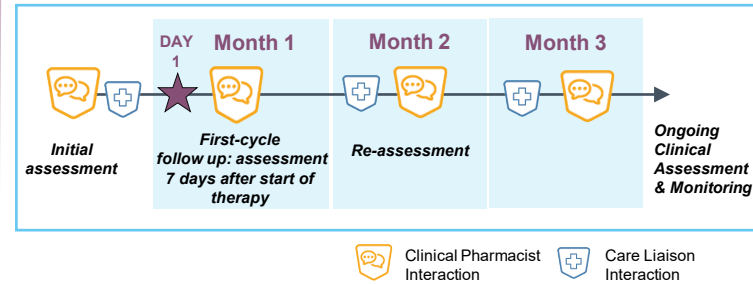 DAY
1
Month 1
Month 2
Month 3
Initial
assessment
First-cycle
follow up: assessment
7 days after start of
therapy
Re-assessment
Ongoing
Clinical
Assessment
& Monitoring
Clinical Pharmacist
Interaction
Care Liaison
Interaction